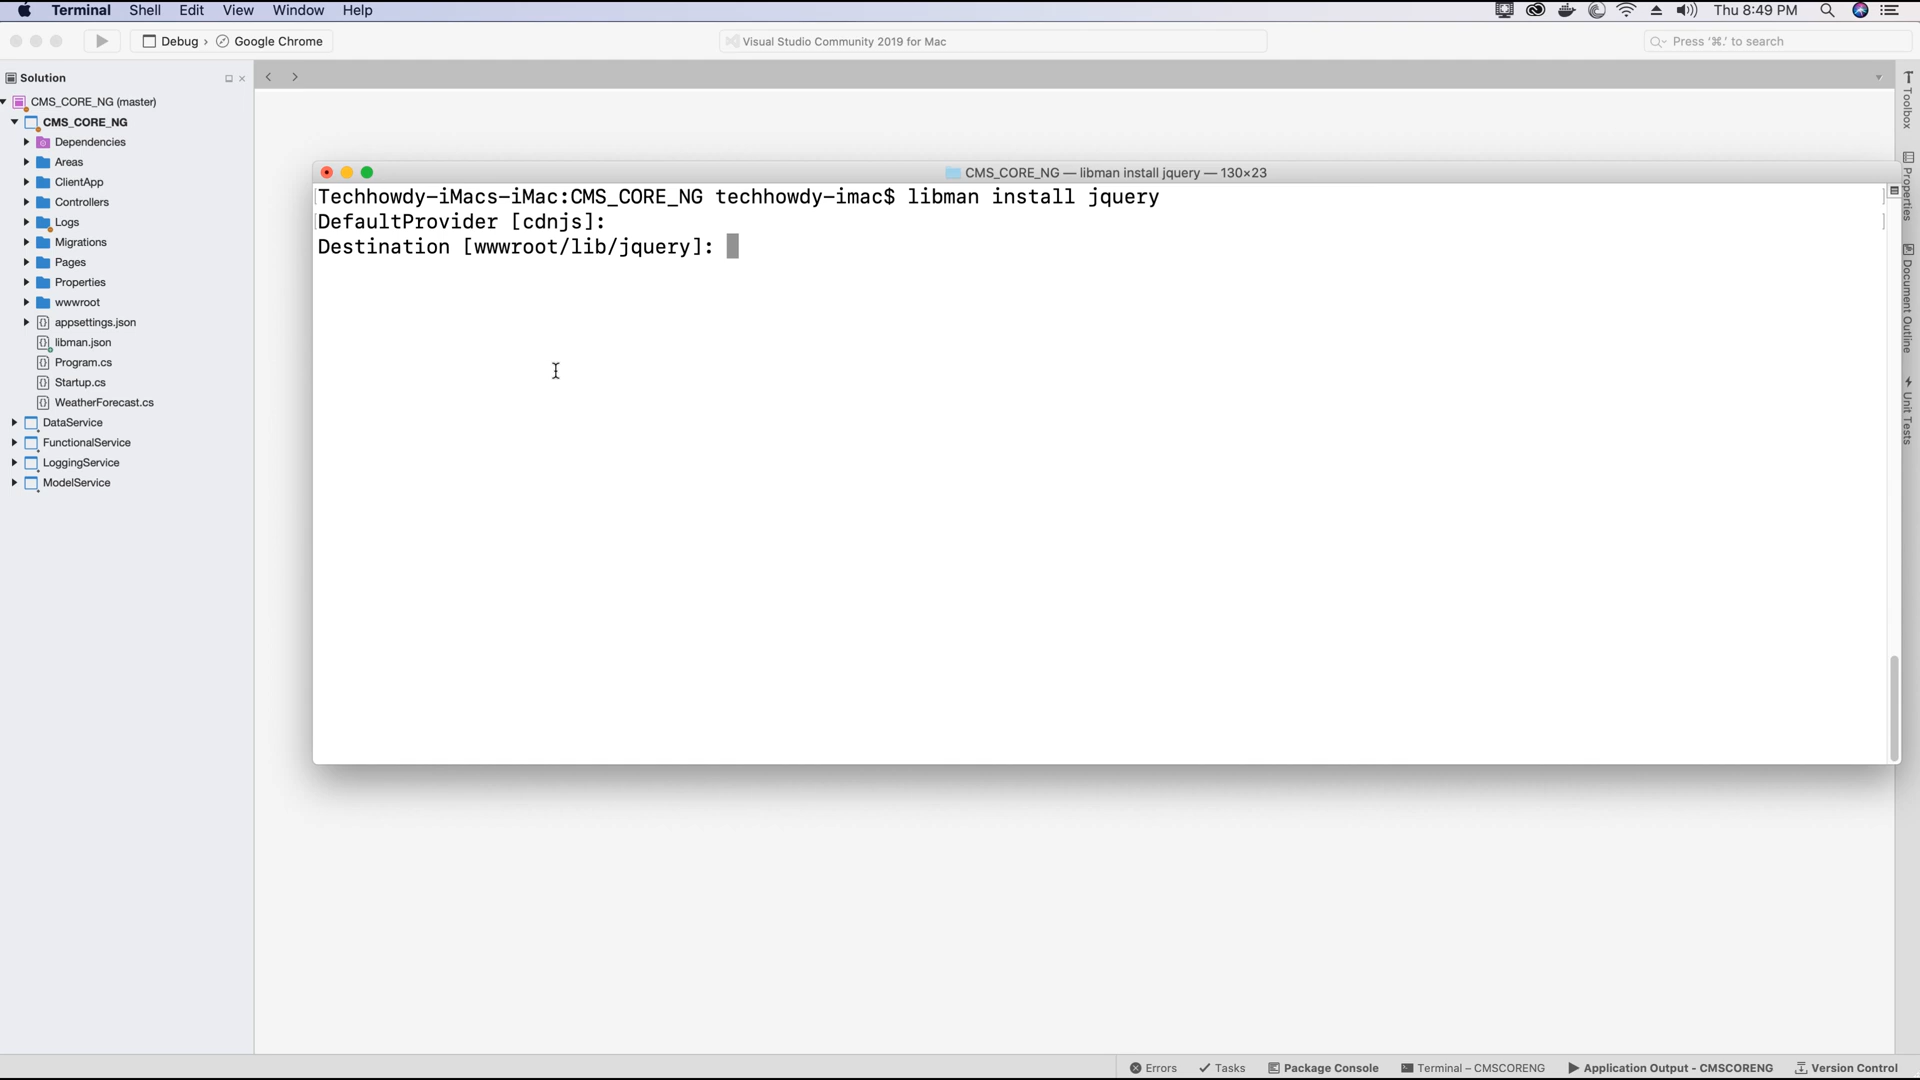 Terminal Shell Edit View Window Help Thu 8:49 PM
Debug › Google Chrome Visual Studio Community 2019 for Mac Press '⌘.' to search
Solution
CMS_CORE_NG (master)
CMS_CORE_NG
Dependencies
Areas
ClientApp
Controllers
Logs
Migrations
Pages
Properties
wwwroot
appsettings.json
libman.json
Program.cs
Startup.cs
WeatherForecast.cs
DataService
FunctionalService
LoggingService
ModelService
CMS_CORE_NG — libman install jquery — 130×23
Techhowdy-iMacs-iMac:CMS_CORE_NG techhowdy-imac$ libman install jquery
DefaultProvider [cdnjs]:
Destination [wwwroot/lib/jquery]:
Toolbox
Properties
Document Outline
Unit Tests
Errors Tasks Package Console Terminal – CMSCORENG Application Output - CMSCORENG Version Control